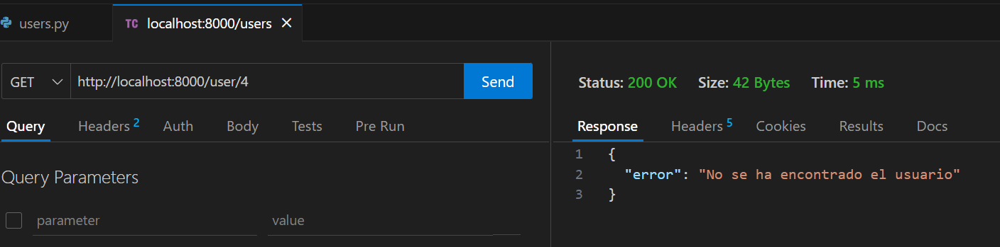 users.py
TC localhost:8000/users ×
GET http://localhost:8000/user/4 Send
Query Headers 2 Auth Body Tests Pre Run
Query Parameters
parameter value
Status: 200 OK Size: 42 Bytes Time: 5 ms
Response Headers 5 Cookies Results Docs
1 {
2 "error": "No se ha encontrado el usuario"
3 }